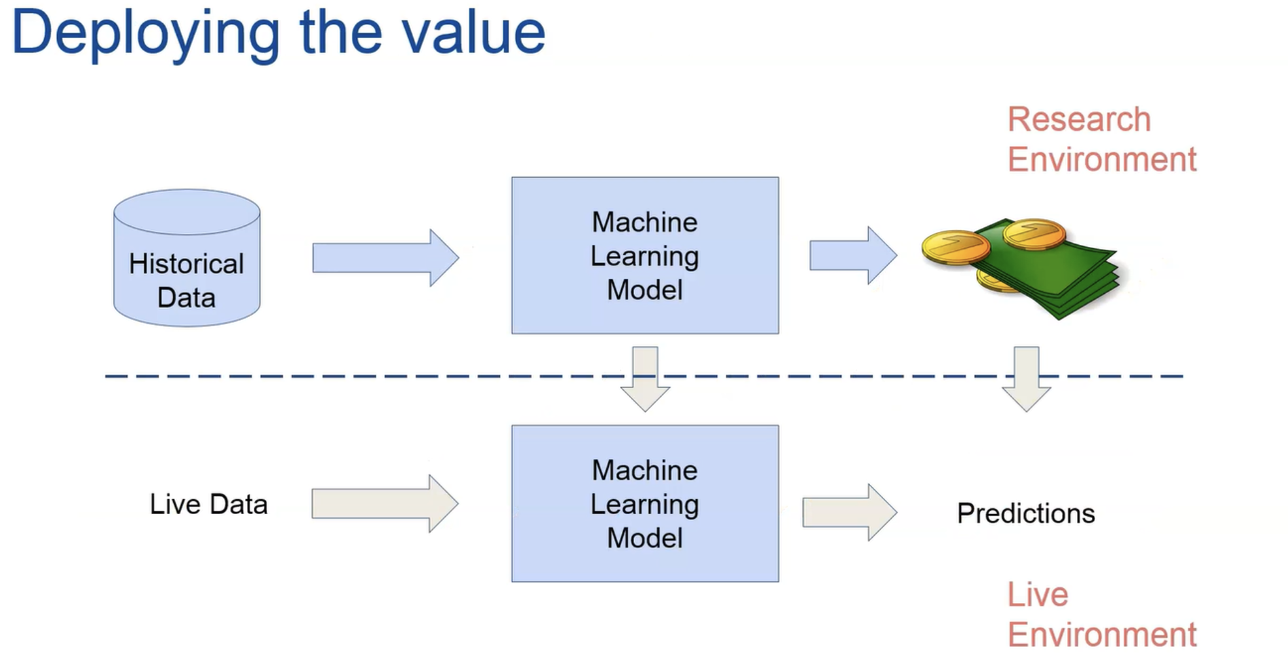 Deploying the value
Research
Environment
Historical
Data
Machine
Learning
Model
Live Data
Machine
Learning
Model
Predictions
Live
Environment